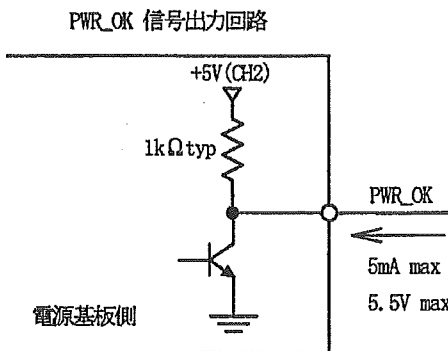 PWR_OK 信号出力回路
+5V(CH2)
1kΩtyp
PWR_OK
5mA max
5.5V max
電源基板側